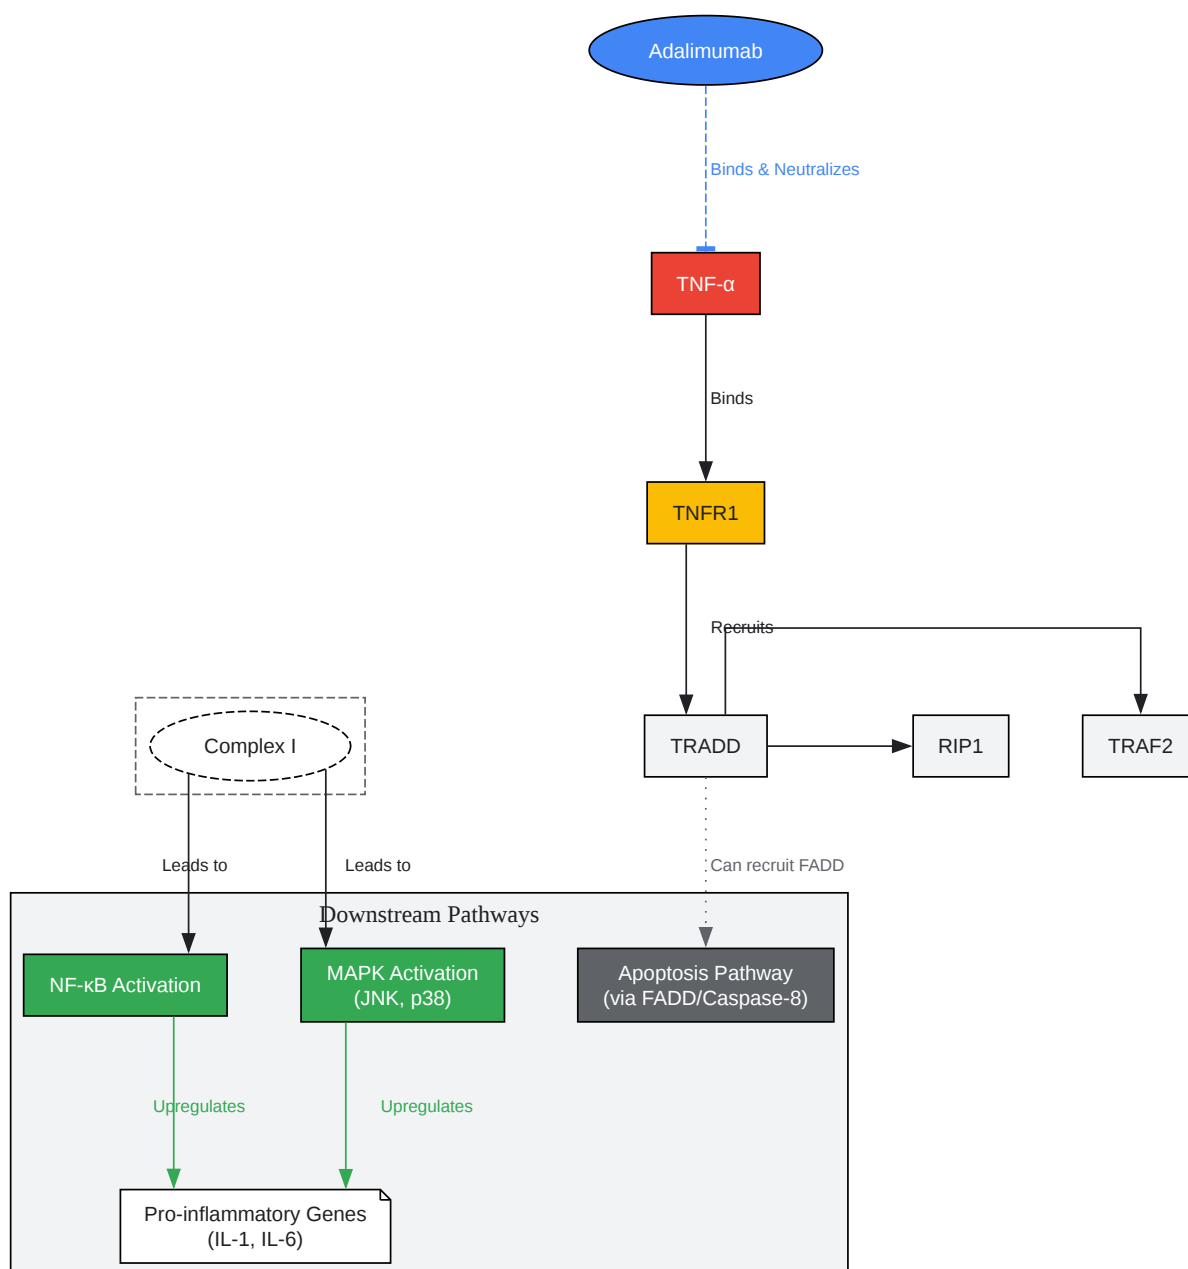 Adalimumab
Binds & Neutralizes
TNF-α
Binds
TNFR1
Recruits
Complex I
TRADD
RIP1
TRAF2
Leads to
Leads to
Can recruit FADD
Downstream Pathways
NF-κB Activation
MAPK Activation
(JNK, p38)
Apoptosis Pathway
(via FADD/Caspase-8)
Upregulates
Upregulates
Pro-inflammatory Genes
(IL-1, IL-6)